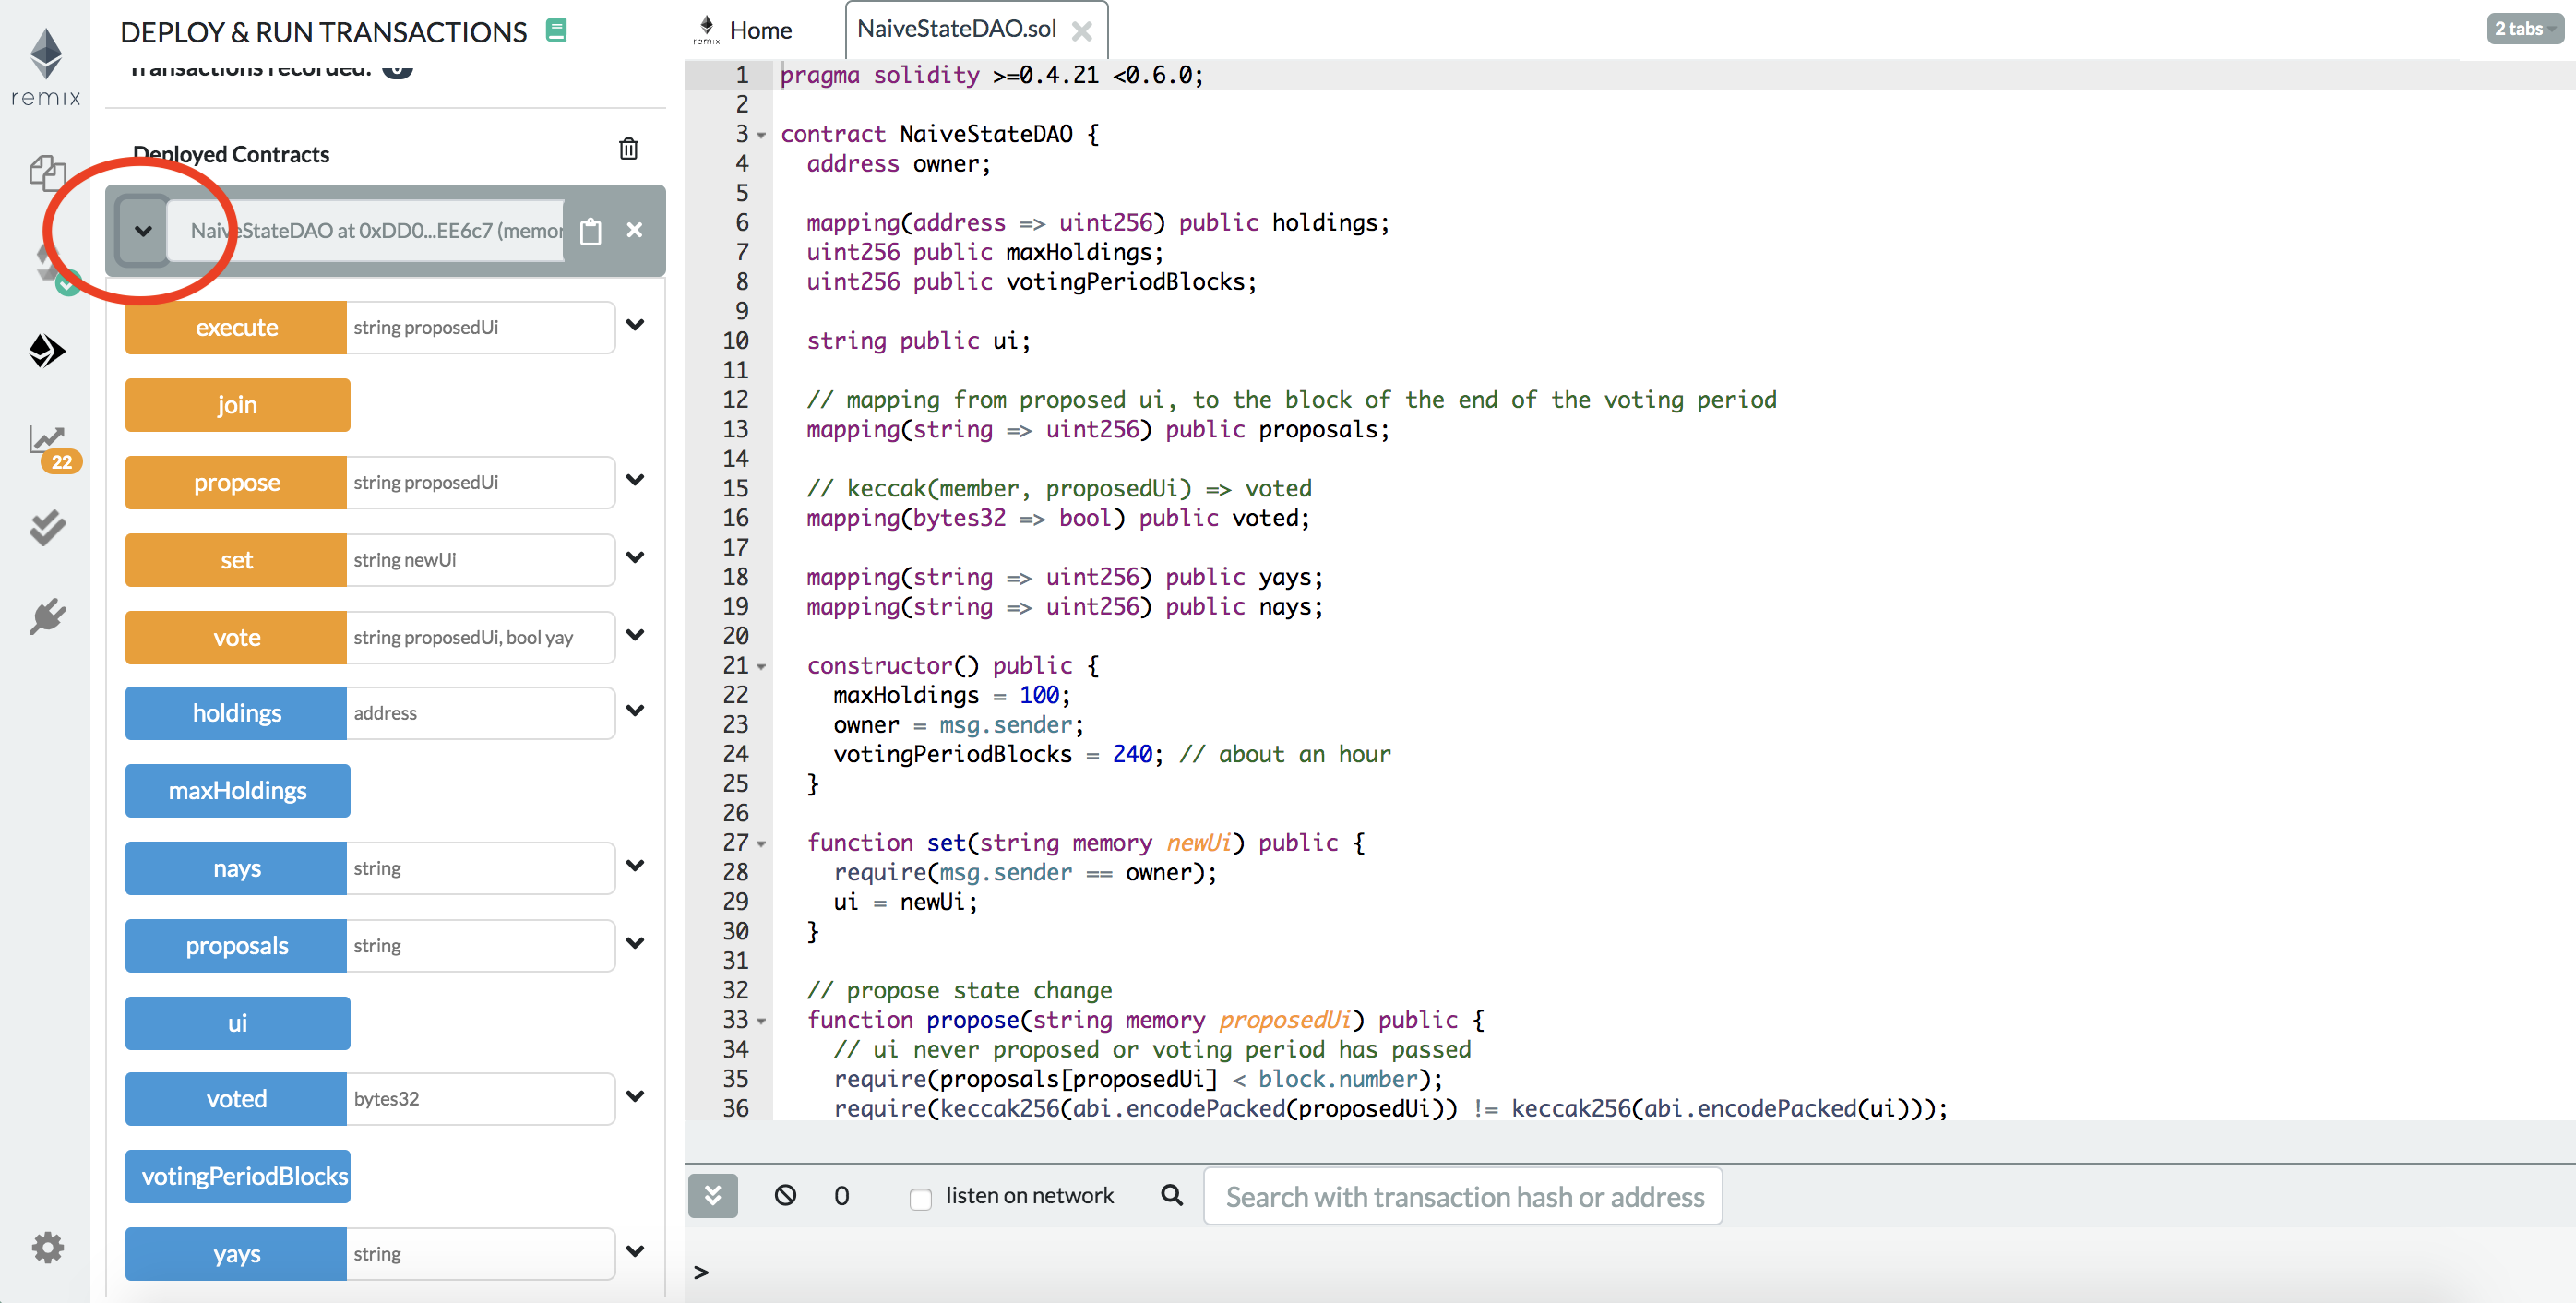 remix
DEPLOY & RUN TRANSACTIONS
Transactions recorded:
Deployed Contracts
NaiveStateDAO at 0xDD0...EE6c7 (memor
execute string proposedUi
join
propose string proposedUi
set string newUi
vote string proposedUi, bool yay
holdings address
maxHoldings
nays string
proposals string
ui
voted bytes32
votingPeriodBlocks
yays string
22
remix Home
NaiveStateDAO.sol
2 tabs
1 pragma solidity >=0.4.21 <0.6.0;
2
3 contract NaiveStateDAO {
4 address owner;
5
6 mapping(address => uint256) public holdings;
7 uint256 public maxHoldings;
8 uint256 public votingPeriodBlocks;
9
10 string public ui;
11
12 // mapping from proposed ui, to the block of the end of the voting period
13 mapping(string => uint256) public proposals;
14
15 // keccak(member, proposedUi) => voted
16 mapping(bytes32 => bool) public voted;
17
18 mapping(string => uint256) public yays;
19 mapping(string => uint256) public nays;
20
21 constructor() public {
22 maxHoldings = 100;
23 owner = msg.sender;
24 votingPeriodBlocks = 240; // about an hour
25 }
26
27 function set(string memory newUi) public {
28 require(msg.sender == owner);
29 ui = newUi;
30 }
31
32 // propose state change
33 function propose(string memory proposedUi) public {
34 // ui never proposed or voting period has passed
35 require(proposals[proposedUi] < block.number);
36 require(keccak256(abi.encodePacked(proposedUi)) != keccak256(abi.encodePacked(ui)));
0 listen on network Search with transaction hash or address
>